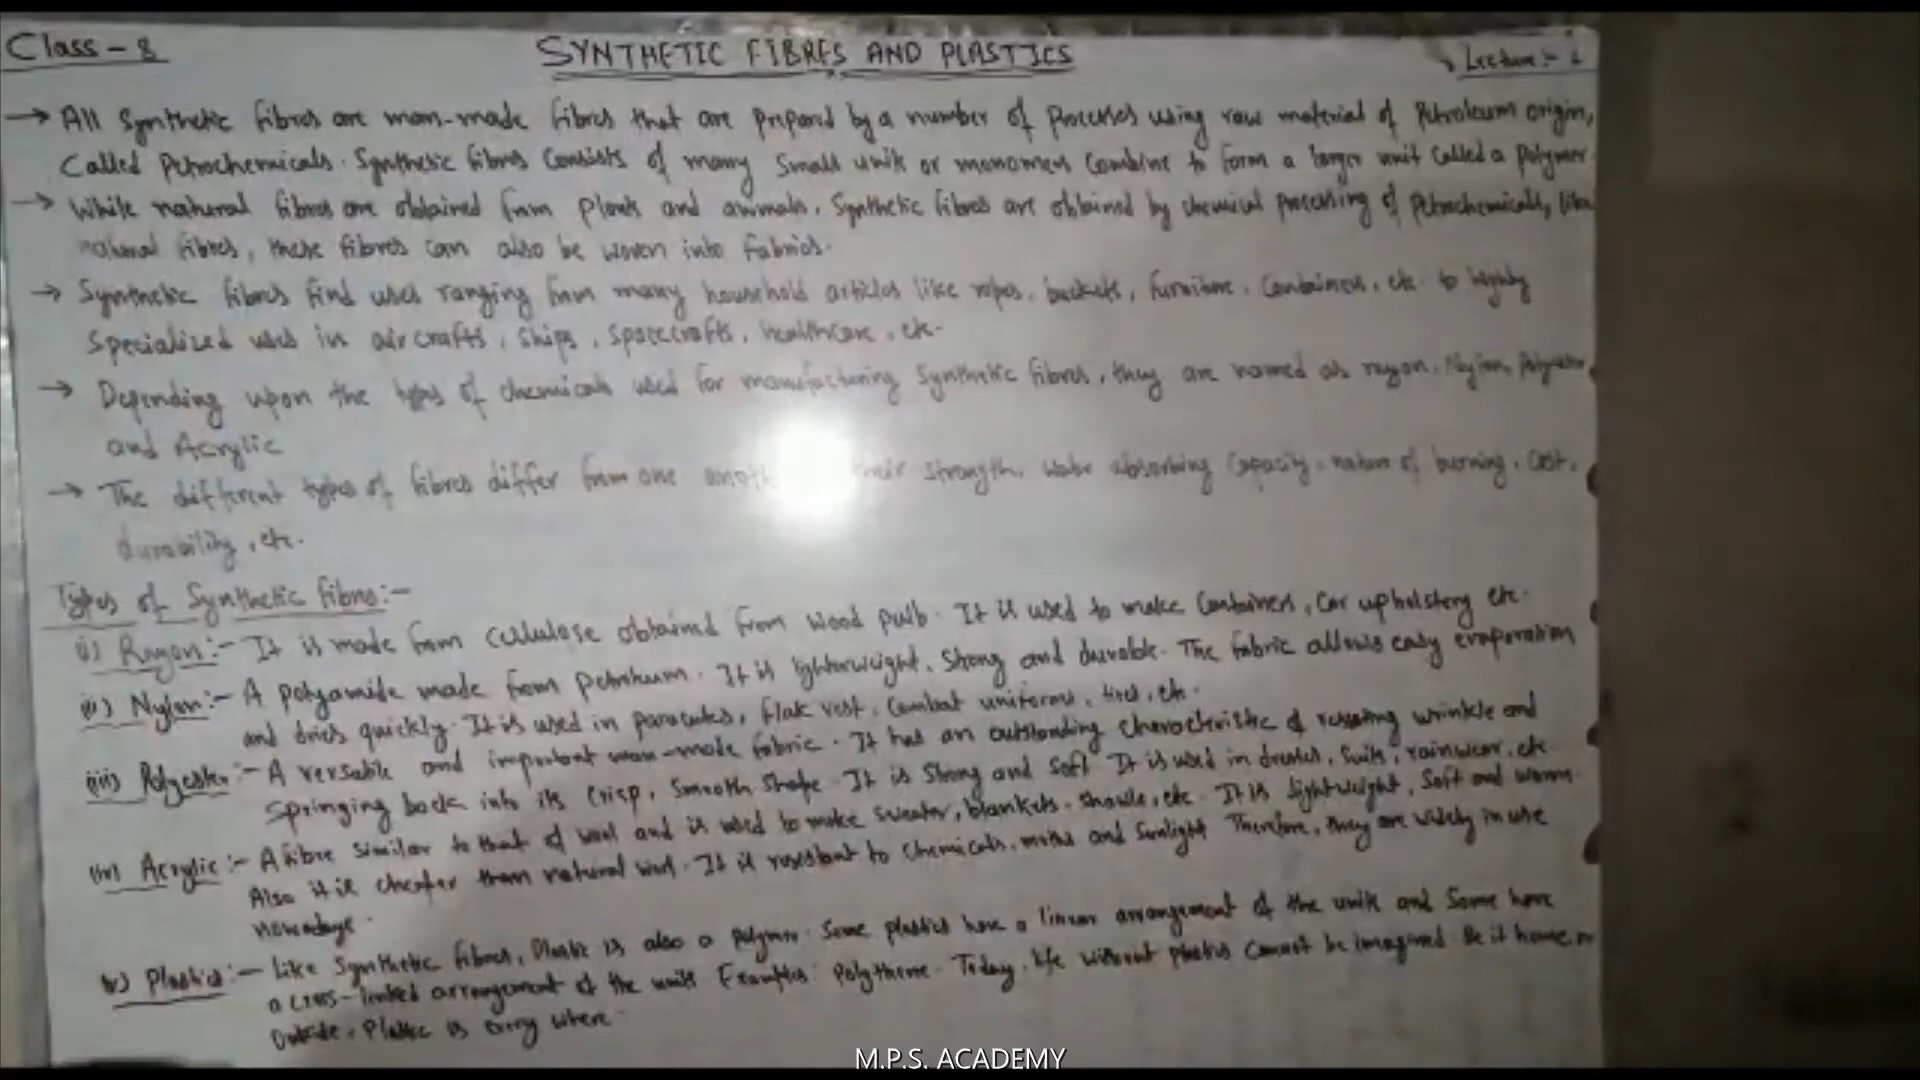 Class - 8
SYNTHETIC FIBRES AND PLASTICS
Lecture:- 1
→ All Synthetic fibres are man-made fibres that are prepared by a number of Processes using raw material of Petroleum origin,
Called Petrochemicals. Synthetic fibres Consists of many Small units or monomers Combine to form a larger unit Called a Polymer.
→ While natural fibres are obtained from Plants and animals. Synthetic fibres are obtained by chemical processing of Petrochemicals, like
natural fibres, these fibres can also be woven into fabrics.
→ Synthetic fibres find uses ranging from many household articles like ropes, buckets, furniture, Containers, etc. to highly
Specialized uses in aircrafts, Ships, Spacecrafts, healthcare, etc.
→ Depending upon the types of chemicals used for manufacturing Synthetic fibres, they are named as rayon, Nylon, Polyester
and Acrylic
→ The different types of fibres differ from one anoth their strength, water absorbing Capacity, nature of burning, Cost,
durability, etc.
Types of Synthetic fibres:-
(i) Rayon:- It is made from cellulose obtained from wood pulb. It is used to make Containers, Car upholstery etc.
(ii) Nylon:- A polyamide made from petroleum. It is lightweight, Strong and durable. The fabric allows easy evaporation
and dries quickly. It is used in paracutes, flak vest, Combat uniforms, tires, etc.
(iii) Polyester:- A versable and important man-made fabric. It has an outstanding characteristic of resisting wrinkle and
Springing back into its Crisp, Smooth Shape. It is Strong and Soft. It is used in dresses, Suits, rainwear, etc
(iv) Acrylic:- A fibre similar to that of wool and is used to make sweater, blankets, Shawls, etc. It is lightweight, Soft and warm.
Also it is cheaper than natural wool. It is resistant to chemicals, moths and Sunlight. Therefore, they are widely in use
nowadays.
(v) Plastics:- Like Synthetic fibres, Plastic is also a polymer. Some plastics have a linear arrangement of the units and Some have
a Cross-linked arrangement of the units. Examples: Polythene. Today, life without plastics Cannot be imagined. Be it home, or
Outside, Plastic is every where.
M.P.S. ACADEMY